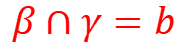 β ∩ γ = b